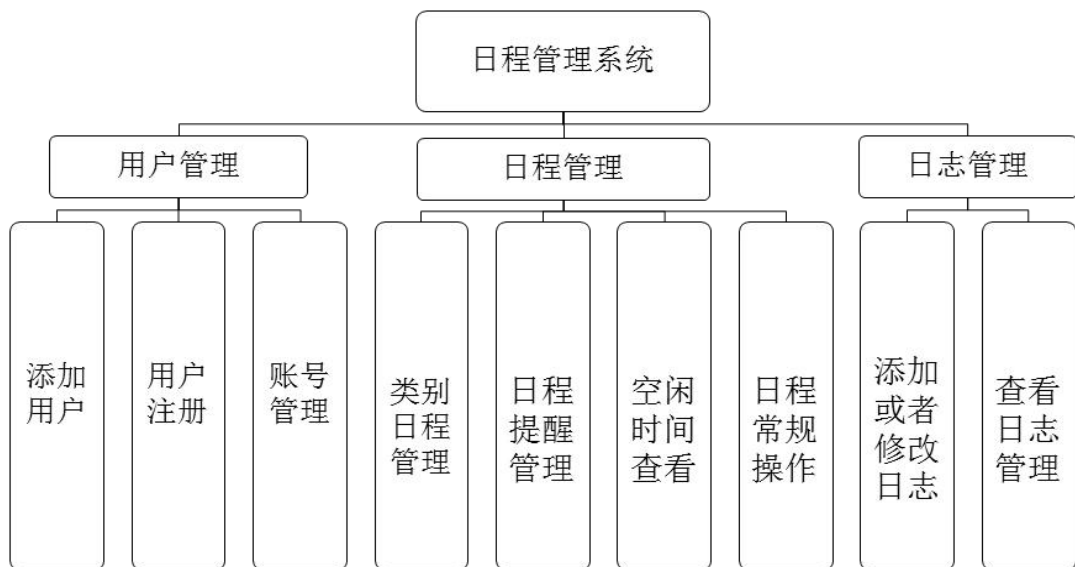 日程管理系统
用户管理
日程管理
日志管理
添加
用户
用户
注册
账号
管理
类别
日程
管理
日程
提醒
管理
空闲
时间
查看
日程
常规
操作
添加
或者
修改
日志
查看
日志
管理